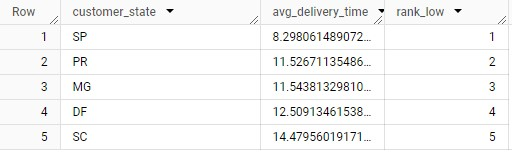 Row customer_state avg_delivery_time rank_low
1 SP 8.298061489072... 1
2 PR 11.52671135486... 2
3 MG 11.54381329810... 3
4 DF 12.50913461538... 4
5 SC 14.47956019171... 5